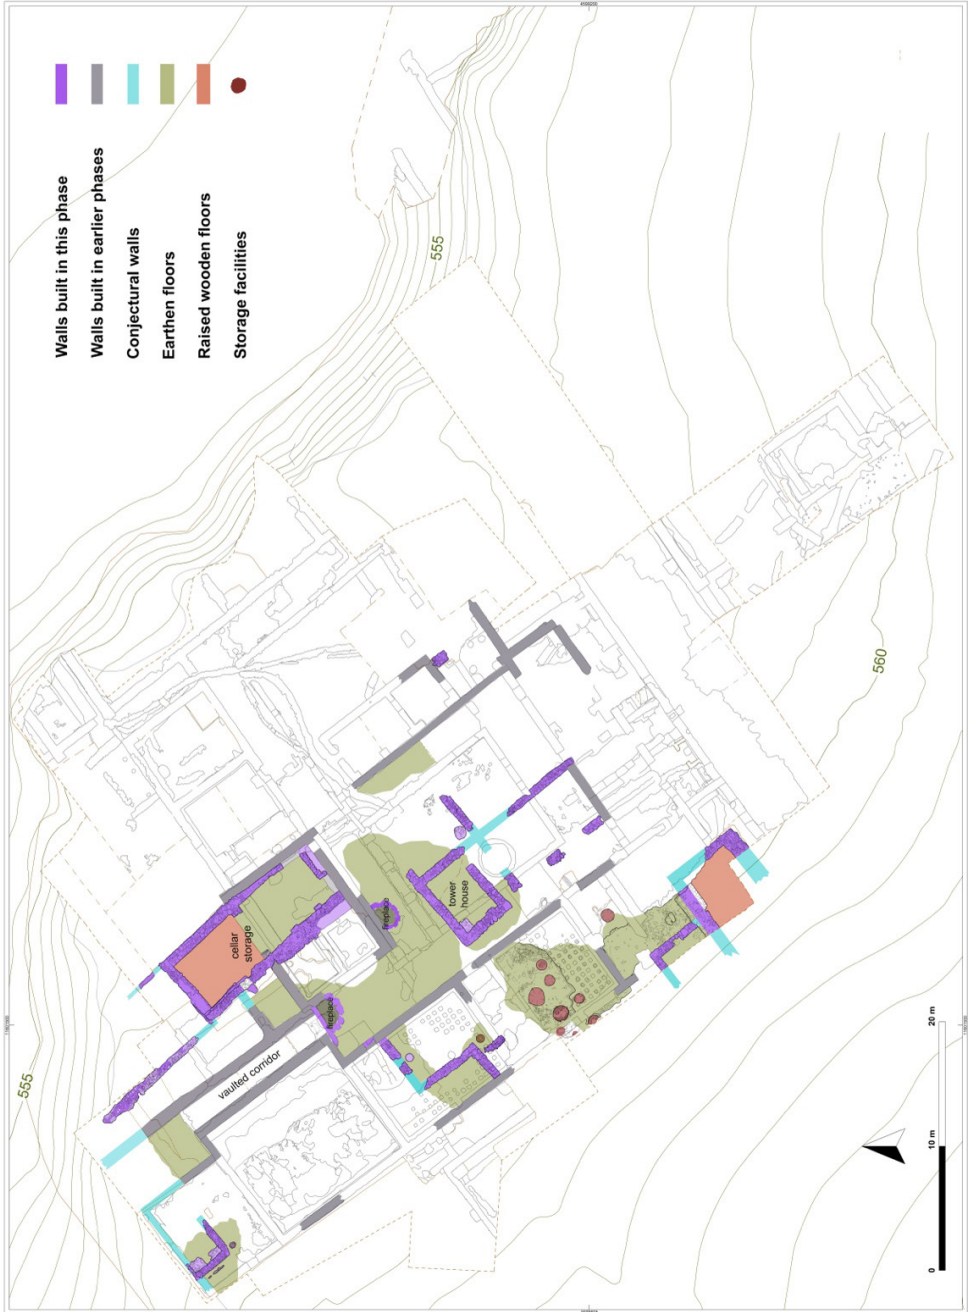 Walls built in this phase
Walls built in earlier phases
Conjectural walls
Earthen floors
Raised wooden floors
Storage facilities
555
560
555
cellar
storage
fireplace
tower
house
fireplace
vaulted corridor
0
10 m
20 m